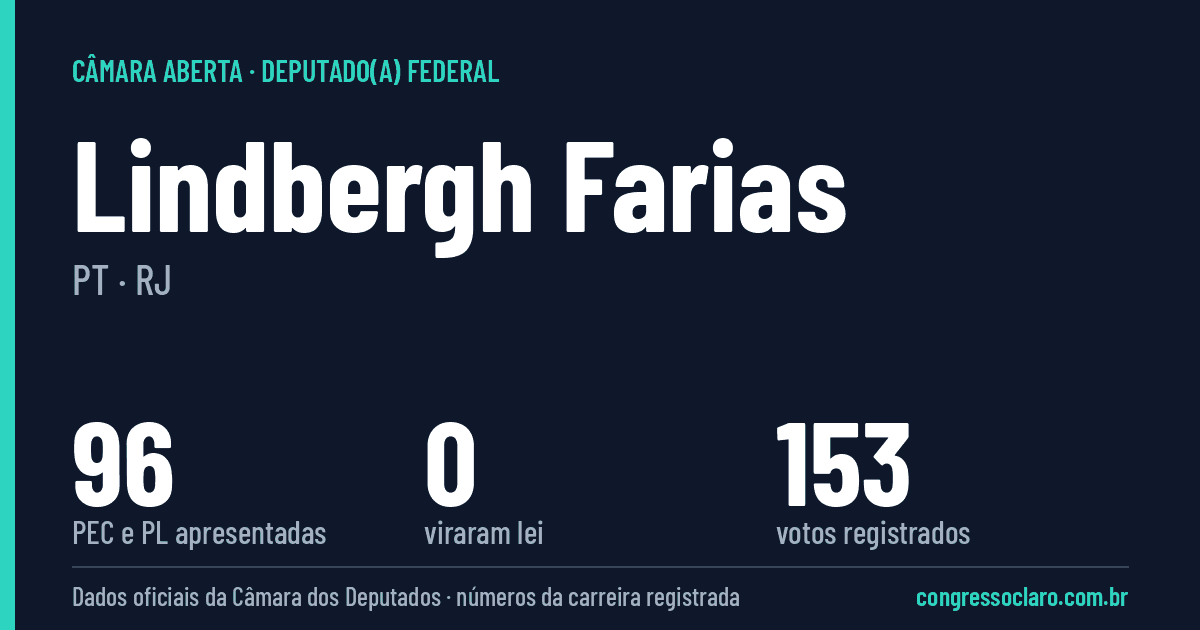 CÂMARA ABERTA · DEPUTADO(A) FEDERAL
Lindbergh Farias
PT · RJ
96 0 153
PEC e PL apresentadas viraram lei votos registrados
Dados oficiais da Câmara dos Deputados · números da carreira registrada congressoclaro.com.br